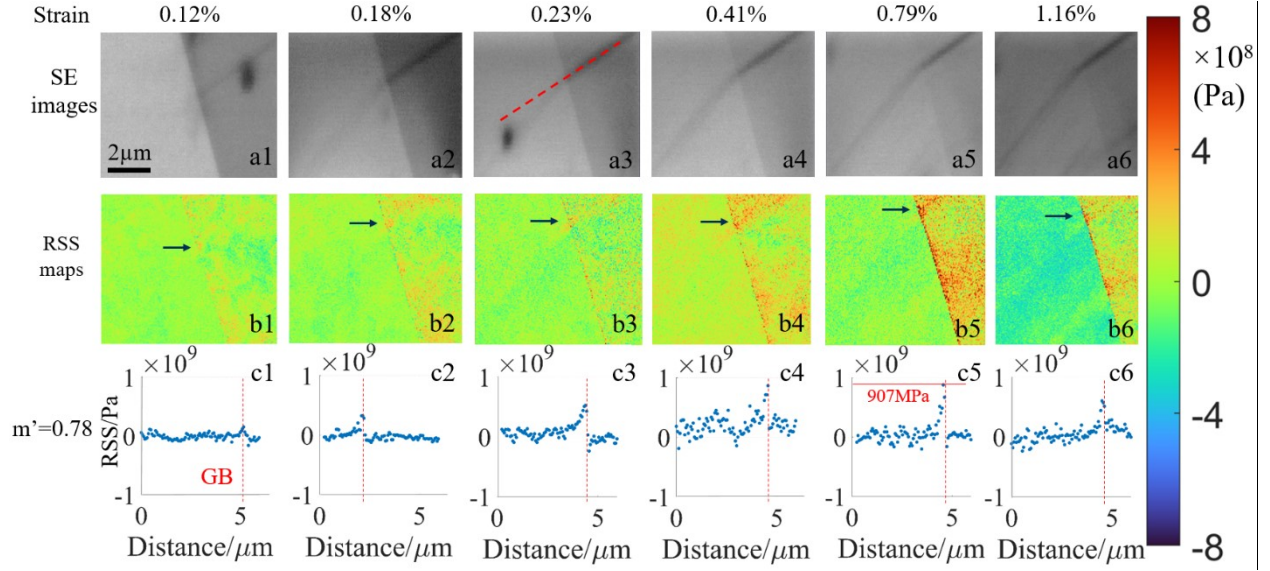 Strain 0.12% 0.18% 0.23% 0.41% 0.79% 1.16%
SE images
2μm
a1 a2 a3 a4 a5 a6
RSS maps
b1 b2 b3 b4 b5 b6
8
×10⁸
(Pa)
4
0
-4
-8
×10⁹ c1 ×10⁹ c2 ×10⁹ c3 ×10⁹ c4 ×10⁹ c5 ×10⁹ c6
1 1 1 1 1 1
907MPa
m’=0.78
RSS/Pa
0 0 0 0 0 0
GB
-1 -1 -1 -1 -1 -1
0 5 0 5 0 5 0 5 0 5 0 5
Distance/μm Distance/μm Distance/μm Distance/μm Distance/μm Distance/μm